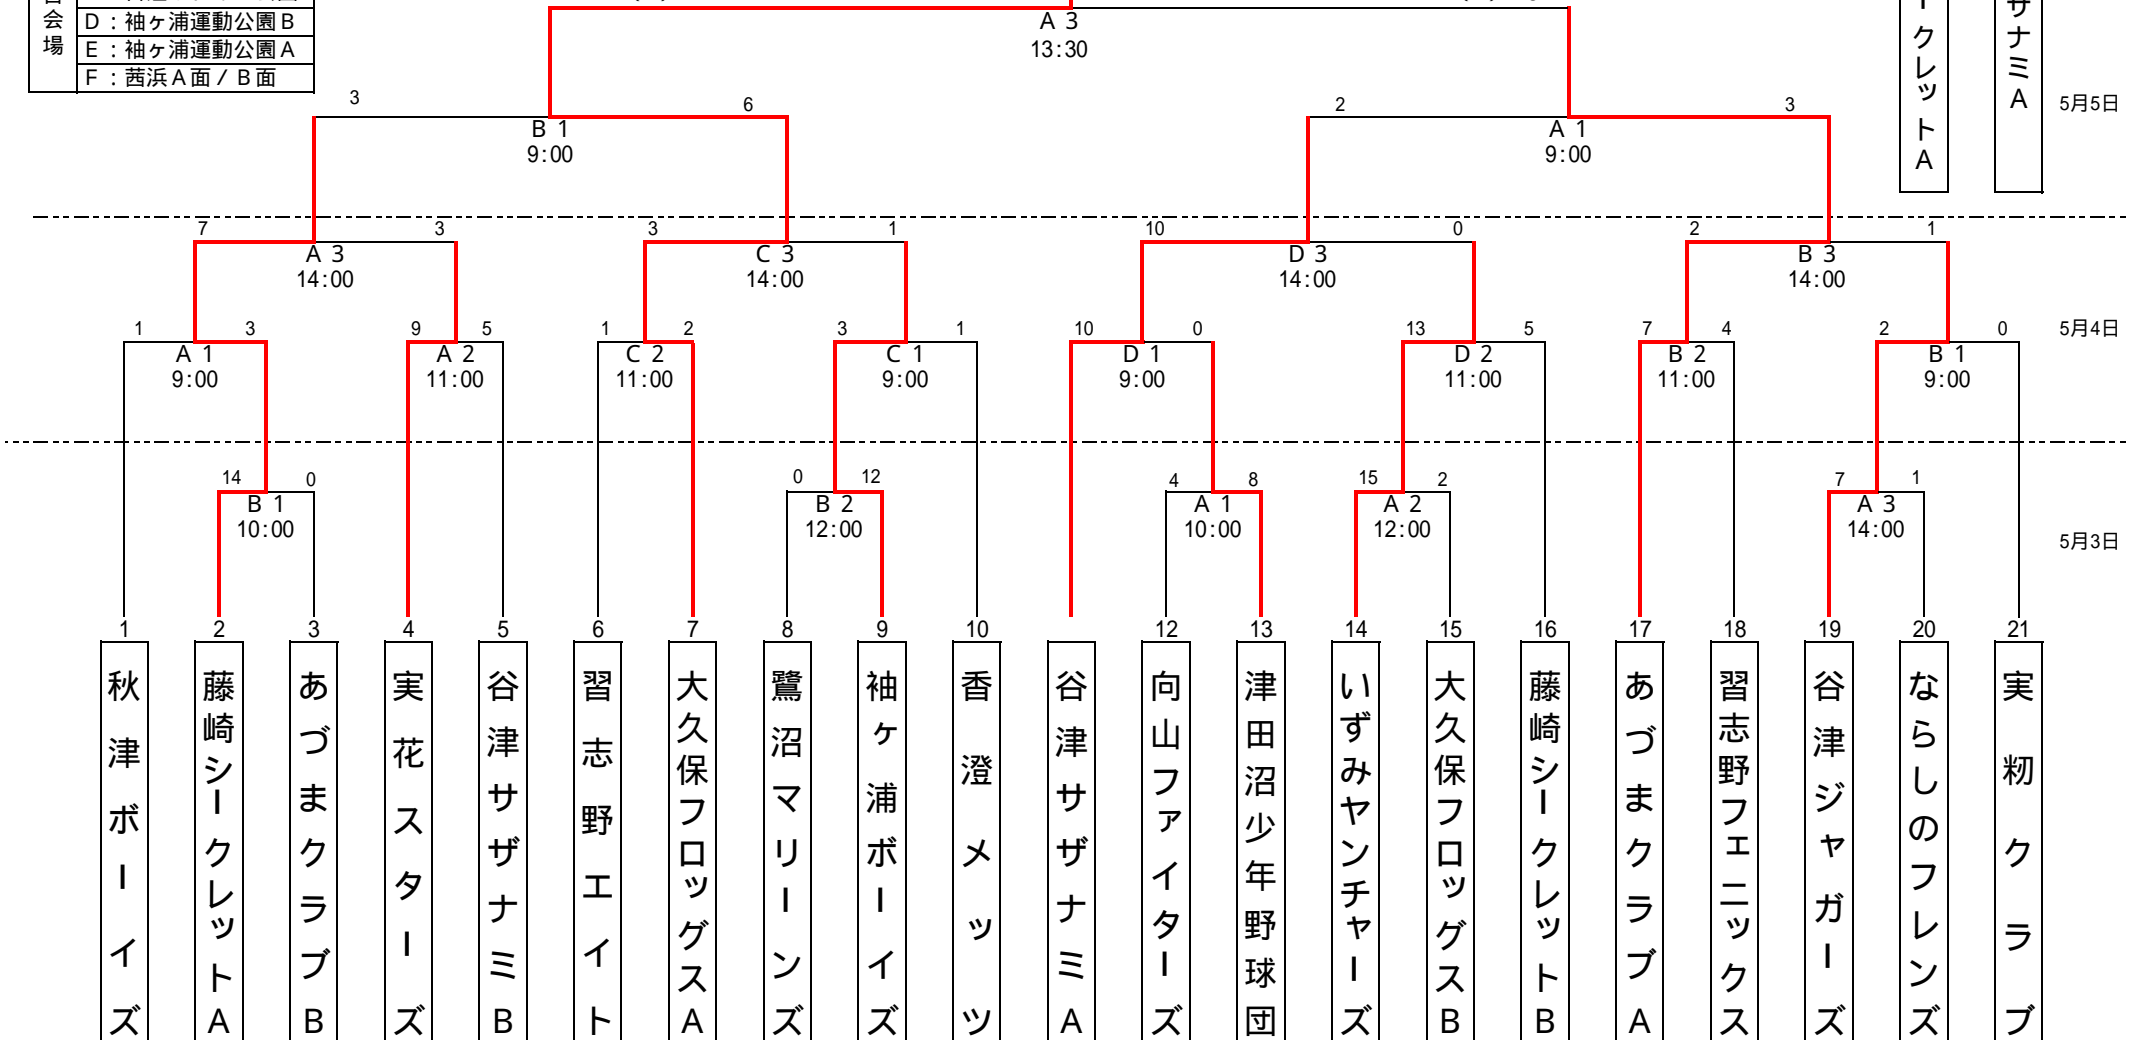 会場
D：袖ヶ浦運動公園B
E：袖ヶ浦運動公園A
F：茜浜A面/B面
A 3
13:30
ークレットA
サナミA
5月5日
3
6
B 1
9:00
2
3
A 1
9:00
7
3
A 3
14:00
3
1
C 3
14:00
10
0
D 3
14:00
2
1
B 3
14:00
5月4日
1
3
A 1
9:00
9
5
A 2
11:00
1
2
C 2
11:00
3
1
C 1
9:00
10
0
D 1
9:00
13
5
D 2
11:00
7
4
B 2
11:00
2
0
B 1
9:00
5月3日
14
0
B 1
10:00
0
12
B 2
12:00
4
8
A 1
10:00
15
2
A 2
12:00
7
1
A 3
14:00
1
秋津ボーイズ
2
藤崎シークレットA
3
あづまクラブB
4
実花スターズ
5
谷津サザナミB
6
習志野エイト
7
大久保フロッグスA
8
鷺沼マリーンズ
9
袖ヶ浦ボーイズ
10
香澄メッツ
谷津サザナミA
12
向山ファイターズ
13
津田沼少年野球団
14
いずみヤンチャーズ
15
大久保フロッグスB
16
藤崎シークレットB
17
あづまクラブA
18
習志野フェニックス
19
谷津ジャガーズ
20
ならしのフレンズ
21
実籾クラブ